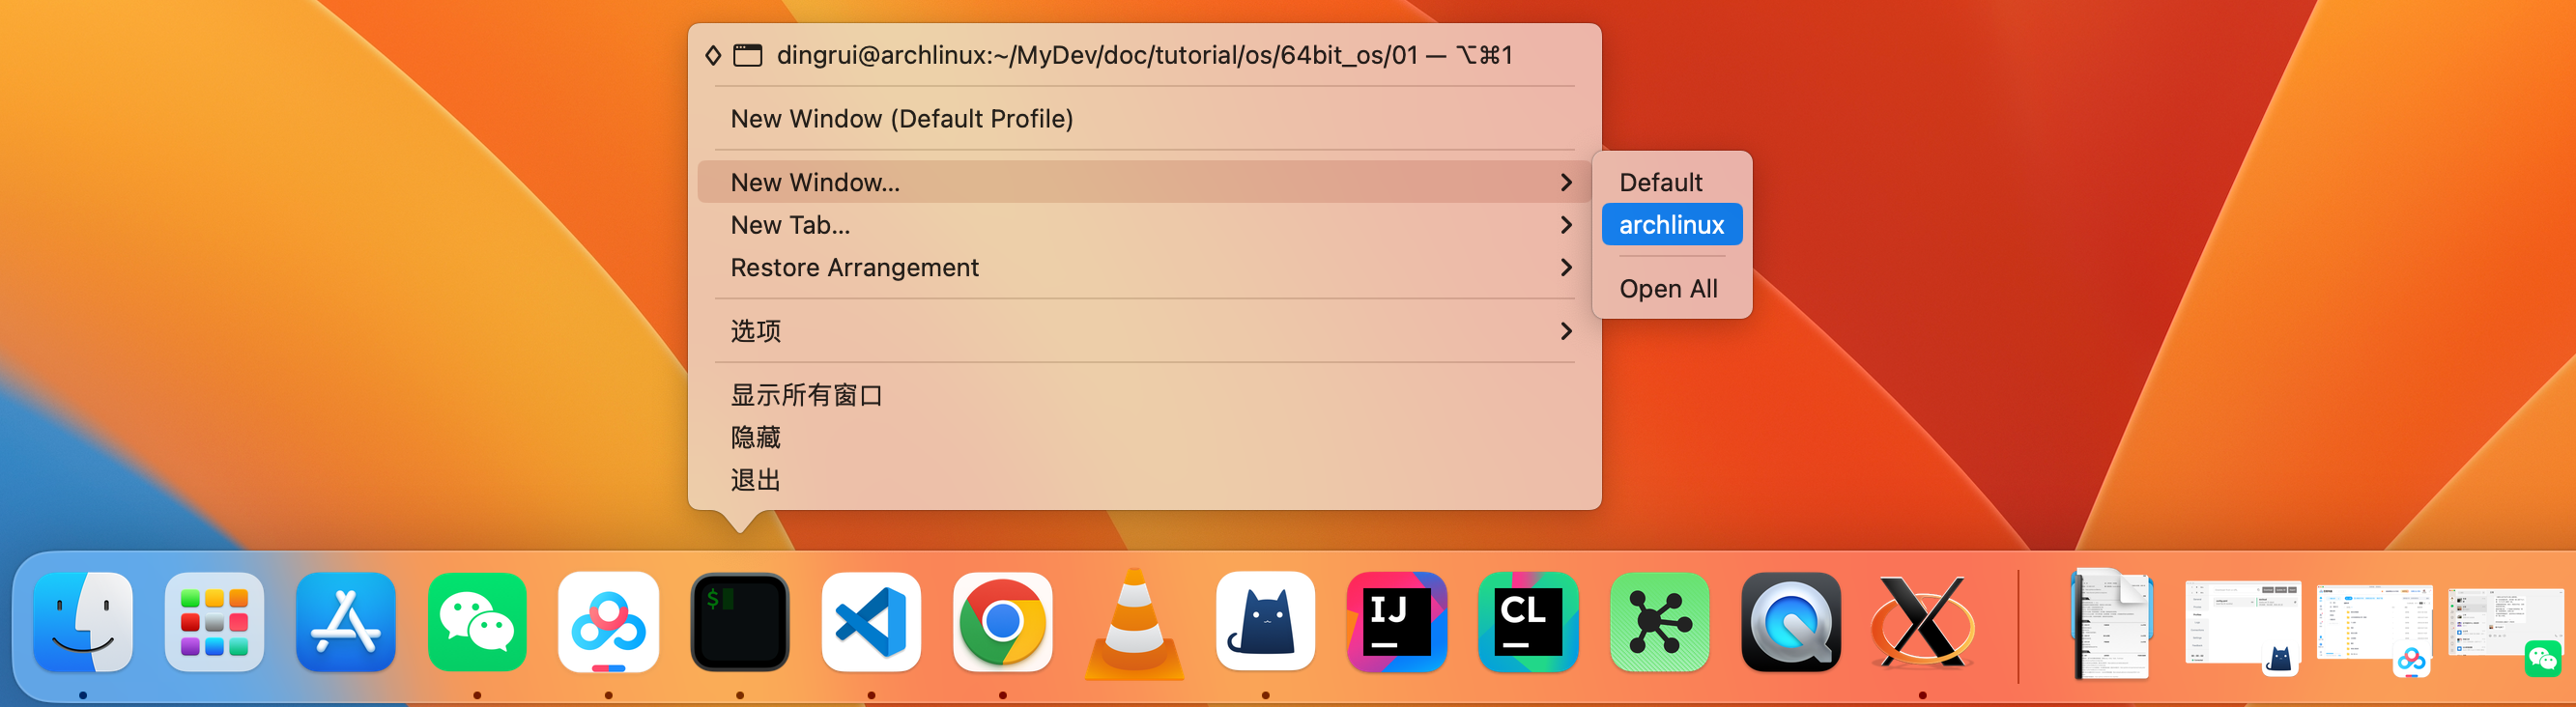 dingrui@archlinux:~/MyDev/doc/tutorial/os/64bit_os/01 — ⌥⌘1
New Window (Default Profile)
New Window...
New Tab...
Restore Arrangement
选项
显示所有窗口
隐藏
退出
Default
archlinux
Open All
$
IJ
CL